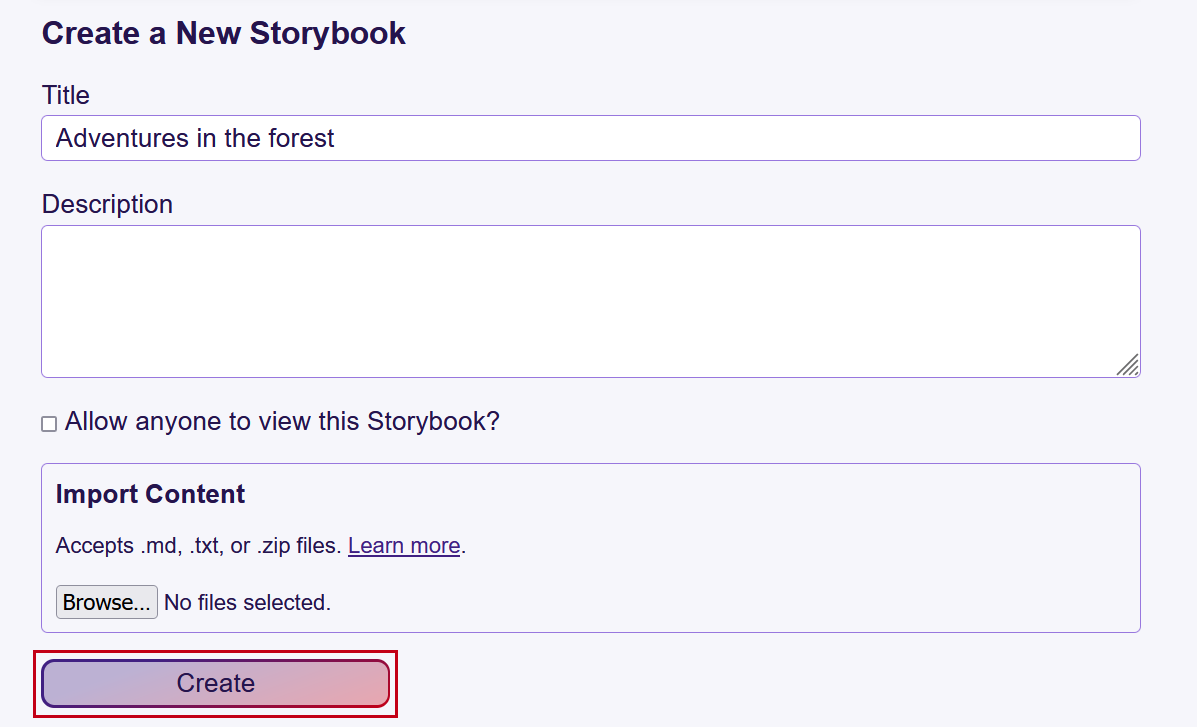 Create a New Storybook
Title
Adventures in the forest
Description
Allow anyone to view this Storybook?
Import Content
Accepts .md, .txt, or .zip files. Learn more.
Browse... No files selected.
Create